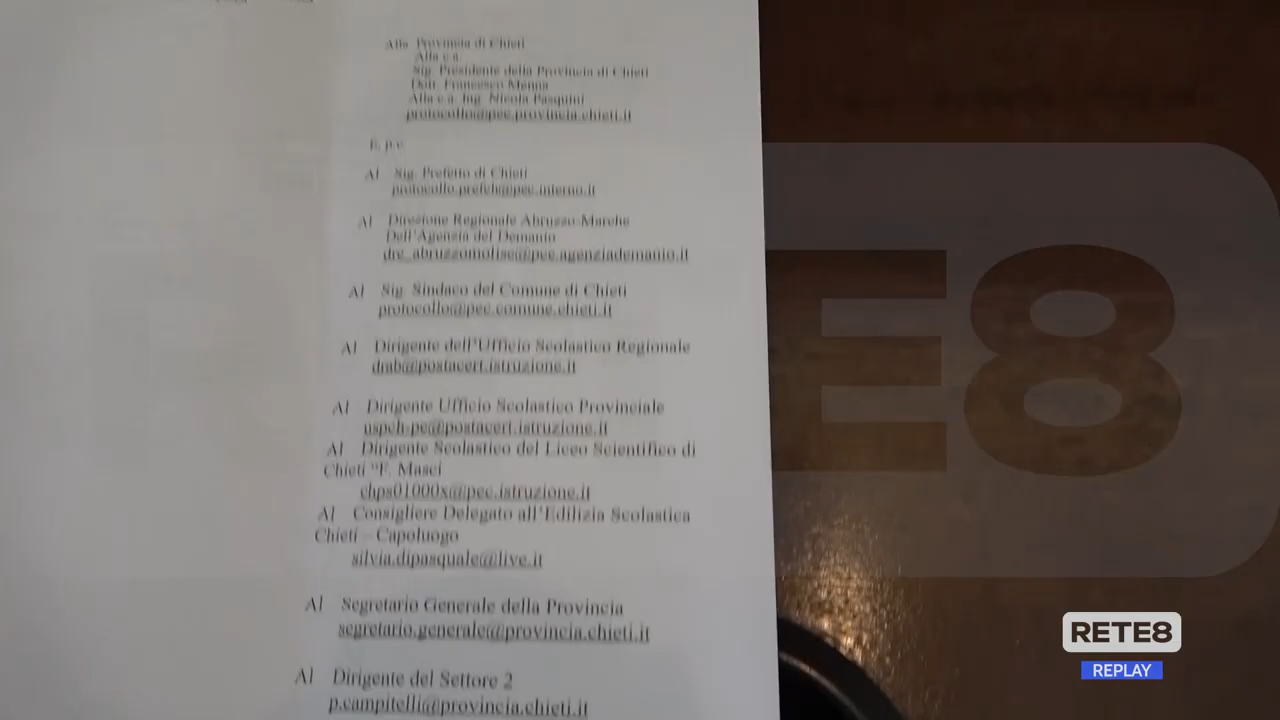 Alla Provincia di Chieti
Alla c.a.
Sig. Presidente della Provincia di Chieti
Dott. Francesco Menna
Alla c.a. Ing. Nicola Pasquini
protocollo@pec.provincia.chieti.it
E, p.c
Al Sig. Prefetto di Chieti
protocollo.prefch@pec.interno.it
Al Direzione Regionale Abruzzo-Marche
Dell'Agenzia del Demanio
dre_abruzzomolise@pec.agenziademanio.it
Al Sig. Sindaco del Comune di Chieti
protocollo@pec.comune.chieti.it
Al Dirigente dell'Ufficio Scolastico Regionale
drab@postacert.istruzione.it
Al Dirigente Ufficio Scolastico Provinciale
uspch-pe@postacert.istruzione.it
Al Dirigente Scolastico del Liceo Scientifico di
Chieti "F. Masci
chps01000x@pec.istruzione.it
Al Consigliere Delegato all'Edilizia Scolastica
Chieti – Capoluogo
silvia.dipasquale@live.it
Al Segretario Generale della Provincia
segretario.generale@provincia.chieti.it
Al Dirigente del Settore 2
p.campitelli@provincia.chieti.it
RETE8
RETE8
REPLAY